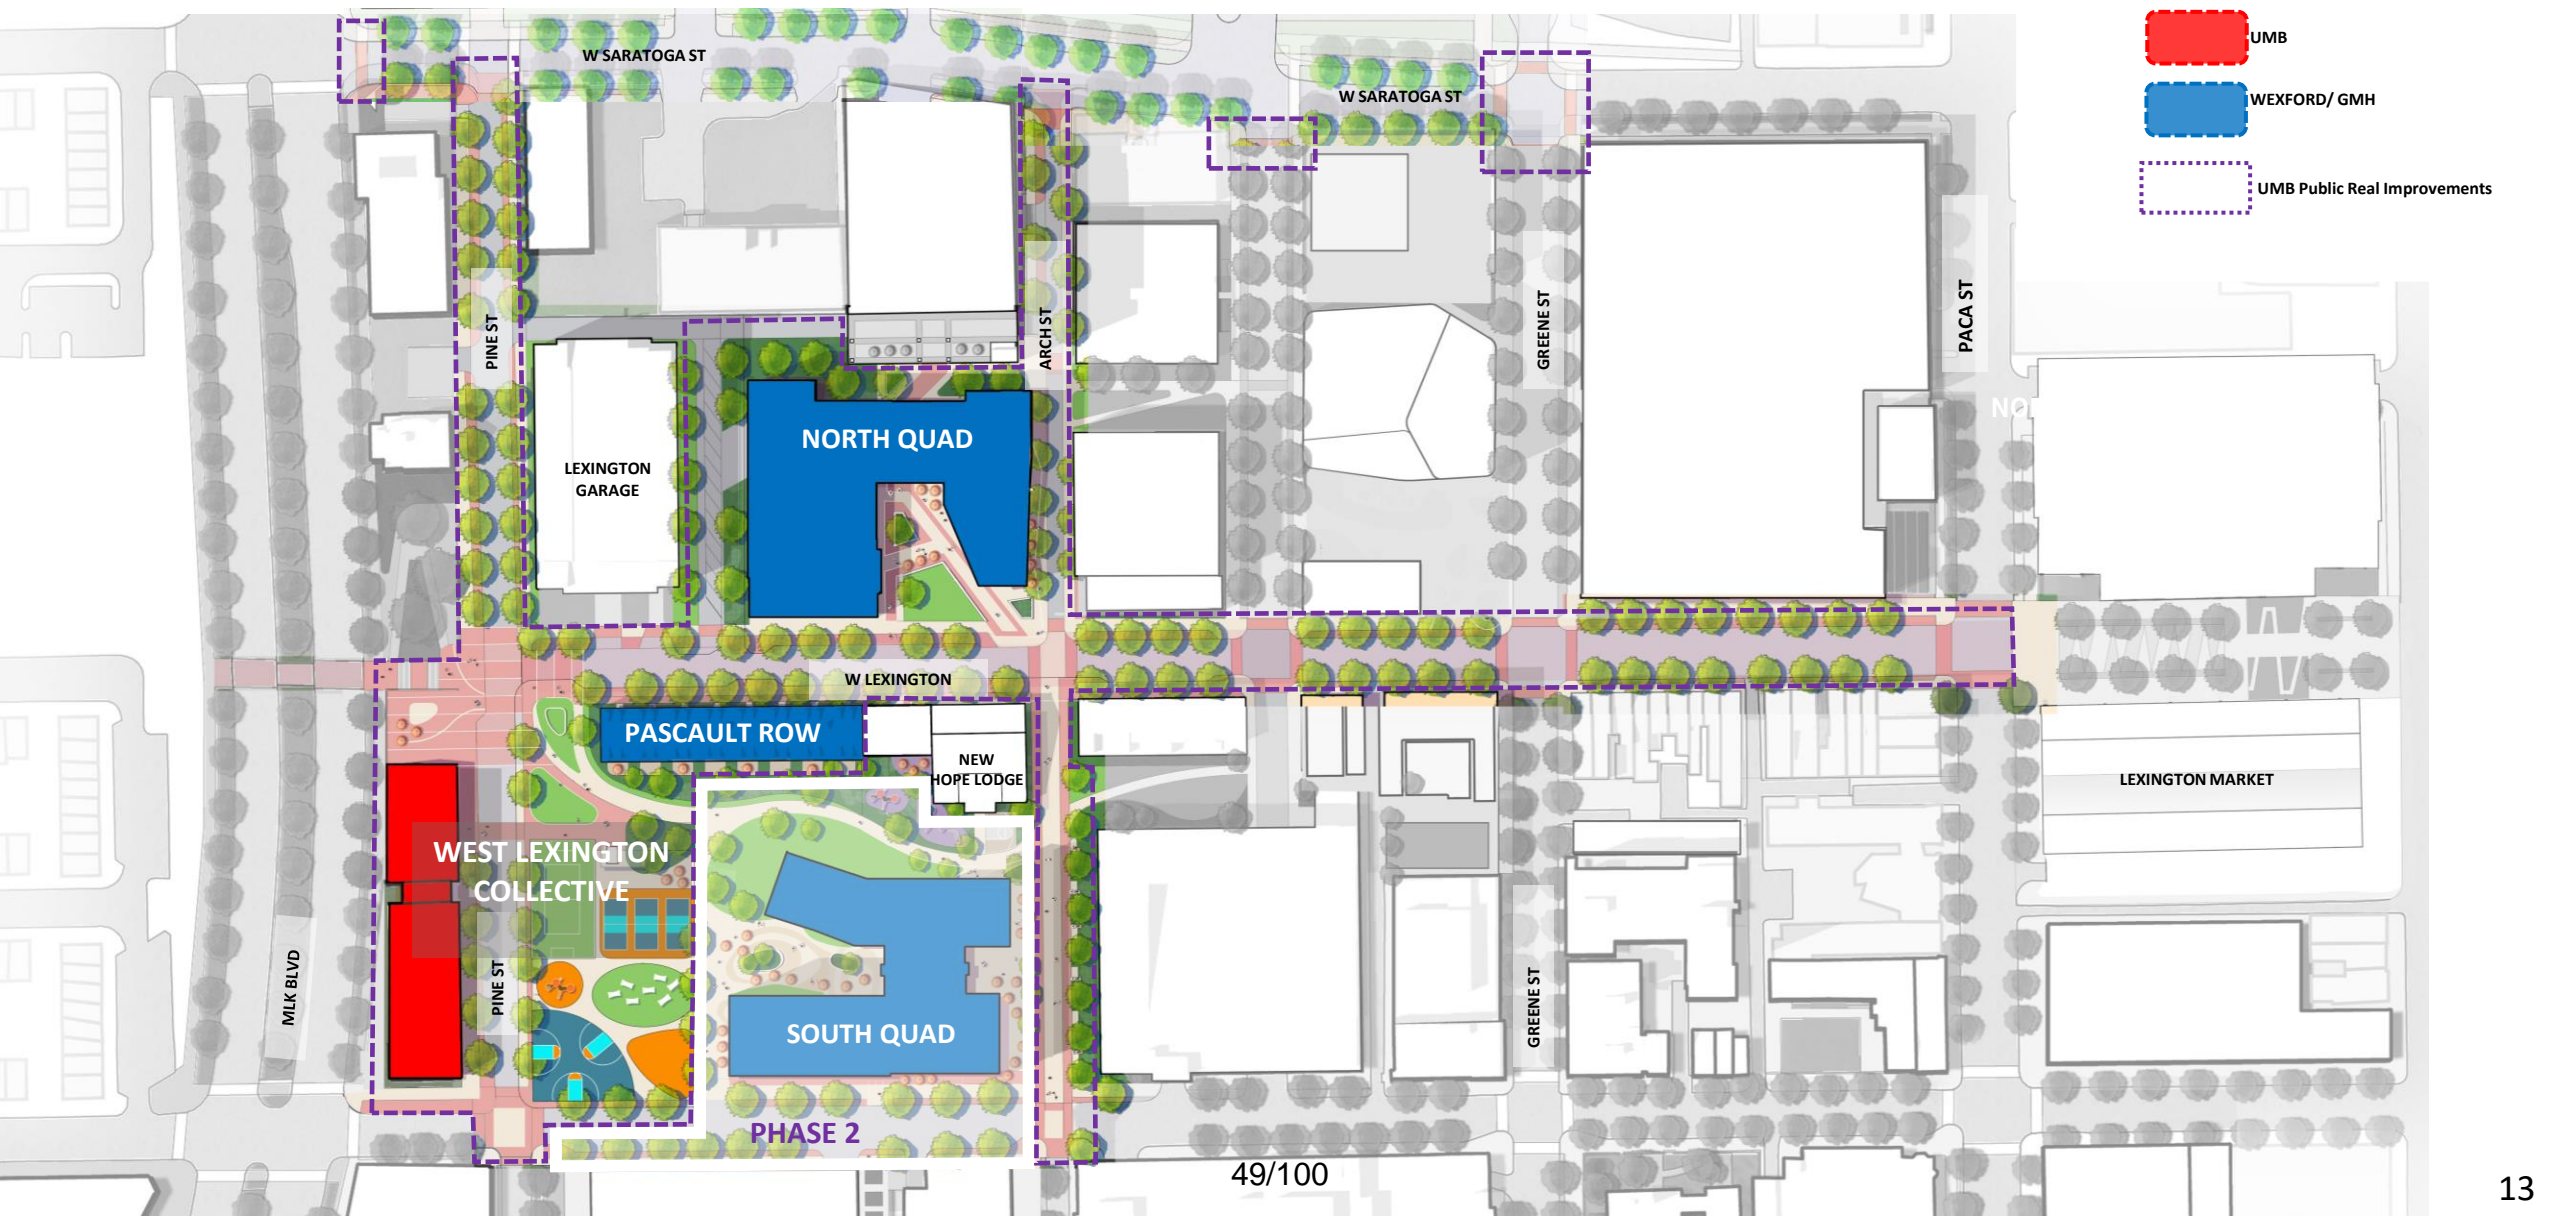 UMB
WEXFORD/ GMH
UMB Public Real Improvements
W SARATOGA ST
W SARATOGA ST
PINE ST
ARCH ST
GREENE ST
PACA ST
NO
NORTH QUAD
LEXINGTON
GARAGE
W LEXINGTON
PASCAULT ROW
NEW
HOPE LODGE
LEXINGTON MARKET
WEST LEXINGTON
COLLECTIVE
MLK BLVD
PINE ST
GREENE ST
SOUTH QUAD
PHASE 2
49/100
13